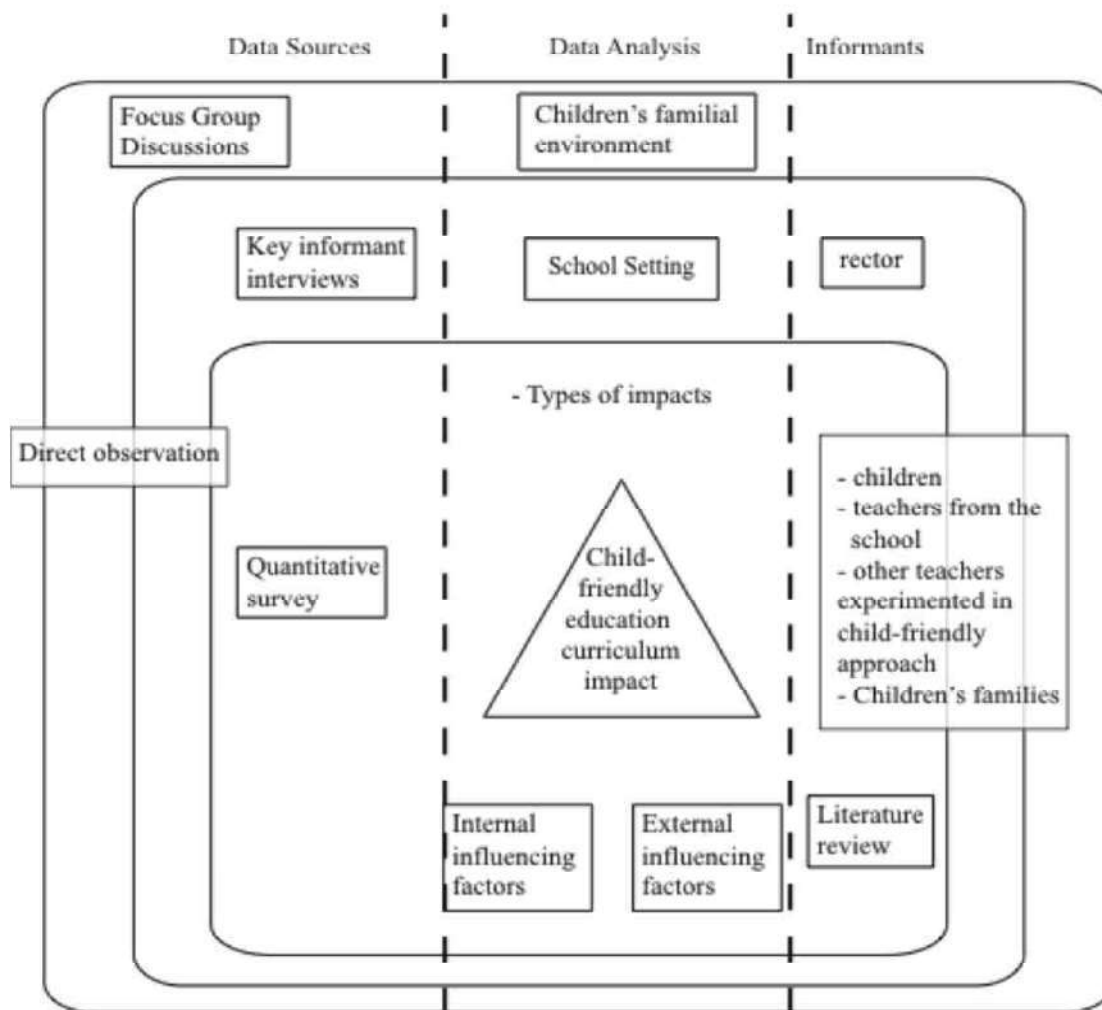 Data Sources
Data Analysis
Informants
Focus Group
Discussions
Children's familial
environment
Key informant
interviews
School Setting
rector
- Types of impacts
Direct observation
- children
- teachers from the
school
- other teachers
experimented in
child-friendly
approach
- Children's families
Quantitative
survey
Child-
friendly
education
curriculum
impact
Internal
influencing
factors
External
influencing
factors
Literature
review